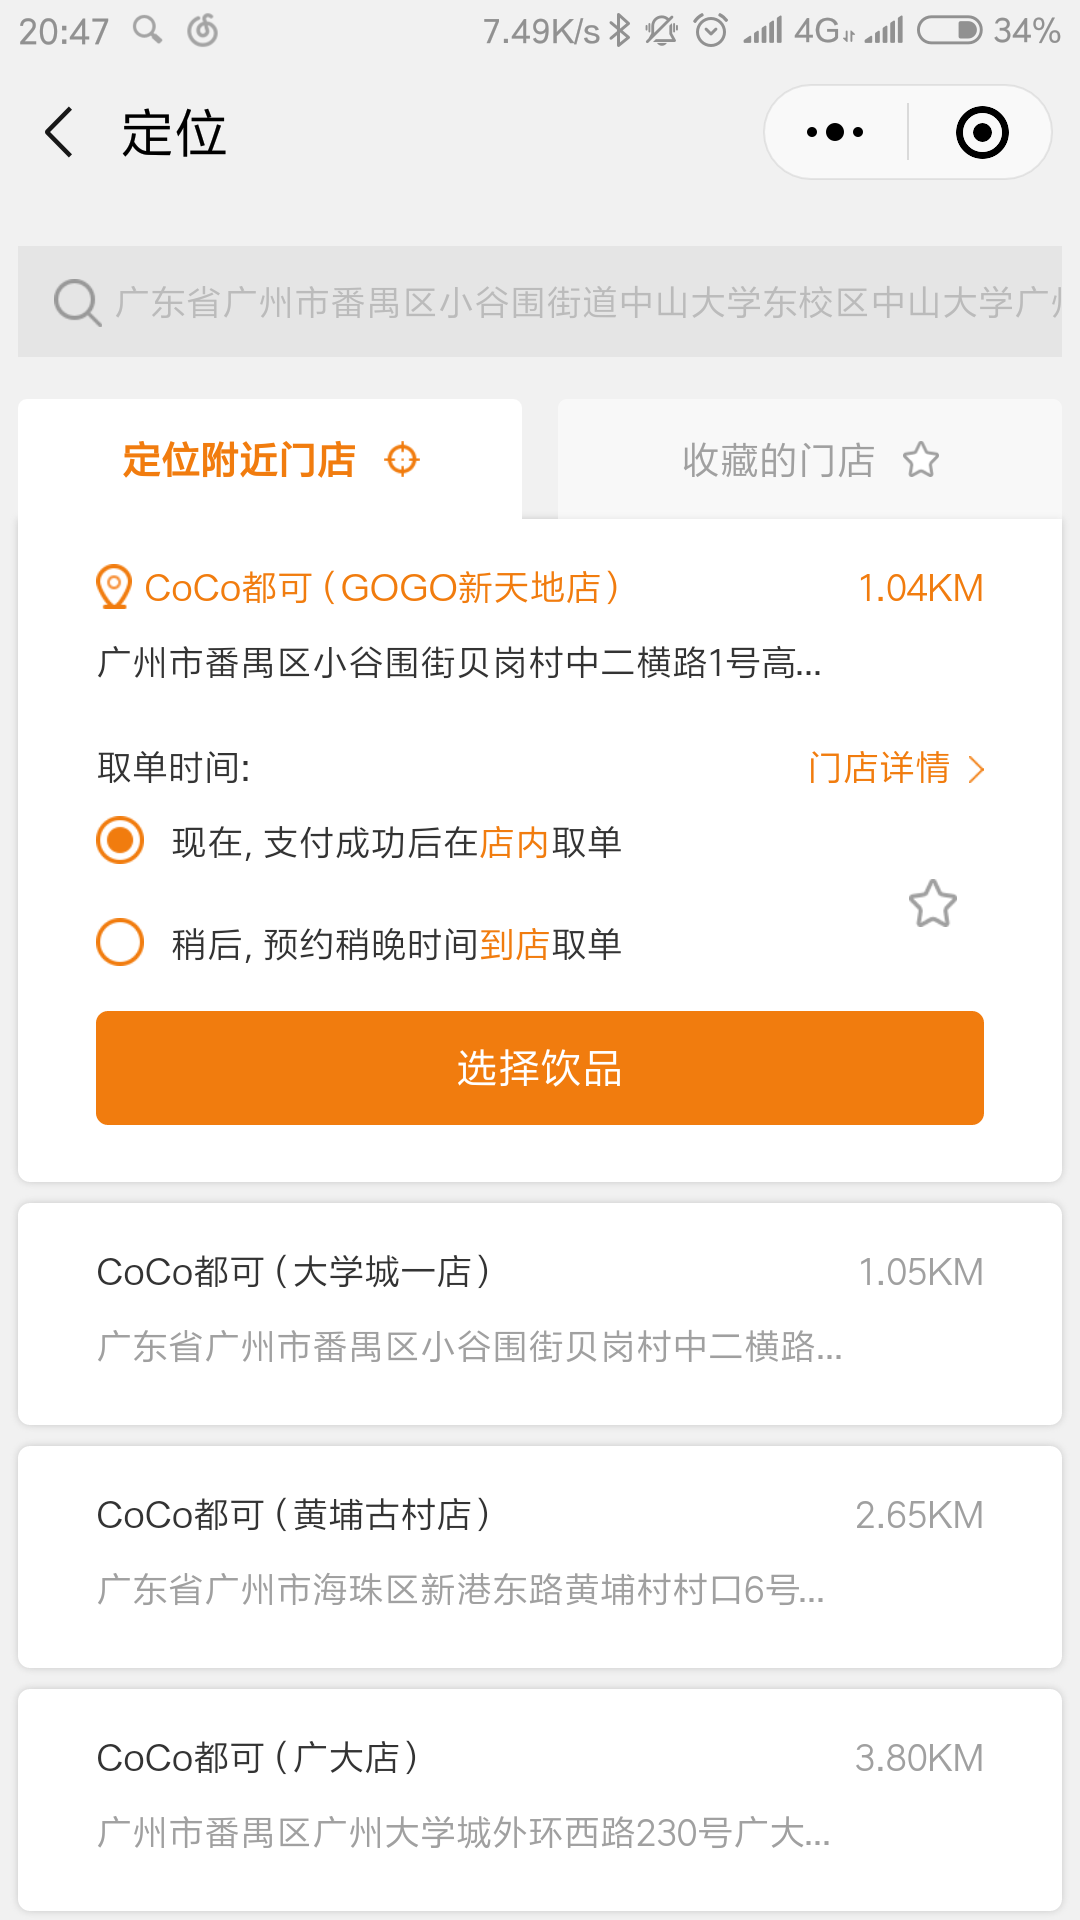 20:47 7.49K/s 4G 34%
定位
广东省广州市番禺区小谷围街道中山大学东校区中山大学广
定位附近门店 收藏的门店
CoCo都可（GOGO新天地店） 1.04KM
广州市番禺区小谷围街贝岗村中二横路1号高...
取单时间: 门店详情
现在, 支付成功后在店内取单
稍后, 预约稍晚时间到店取单
选择饮品
CoCo都可（大学城一店） 1.05KM
广东省广州市番禺区小谷围街贝岗村中二横路...
CoCo都可（黄埔古村店） 2.65KM
广东省广州市海珠区新港东路黄埔村村口6号...
CoCo都可（广大店） 3.80KM
广州市番禺区广州大学城外环西路230号广大...